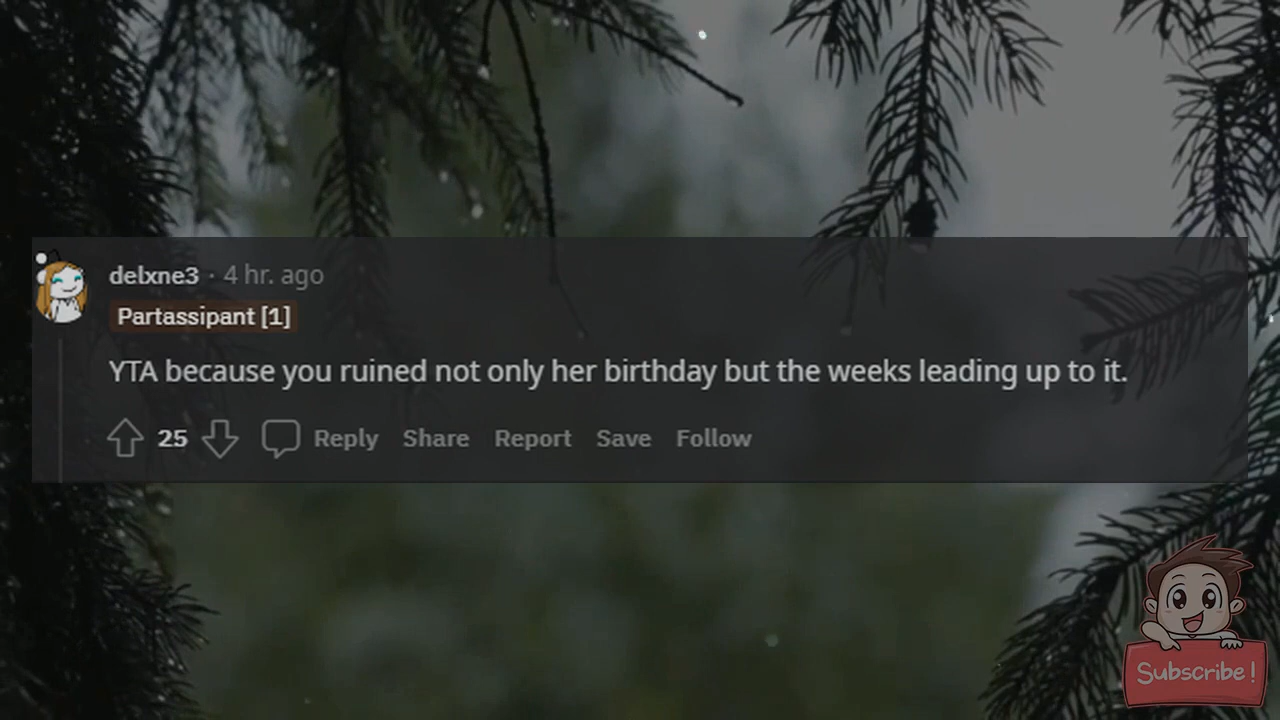 delxne3 · 4 hr. ago
Partassipant [1]
YTA because you ruined not only her birthday but the weeks leading up to it.
25 Reply Share Report Save Follow
Subscribe!